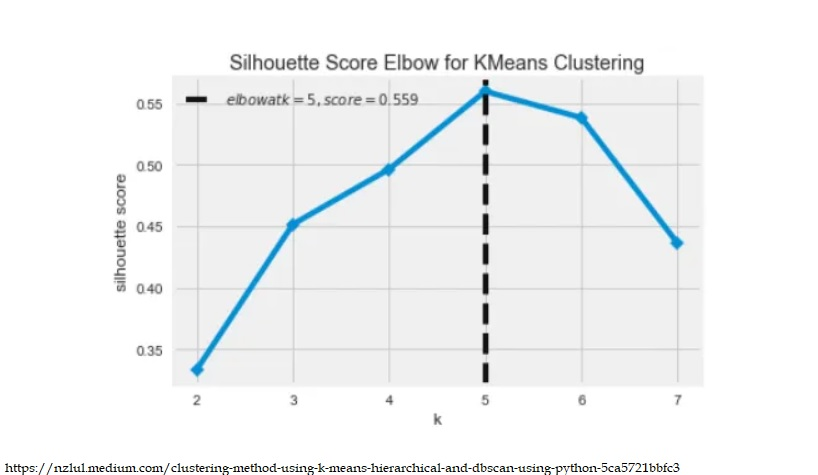 Silhouette Score Elbow for KMeans Clustering
elbowatk = 5, score = 0.559
0.55
0.50
0.45
0.40
0.35
silhouette score
2 3 4 5 6 7
k
https://nzlul.medium.com/clustering-method-using-k-means-hierarchical-and-dbscan-using-python-5ca5721bbfc3